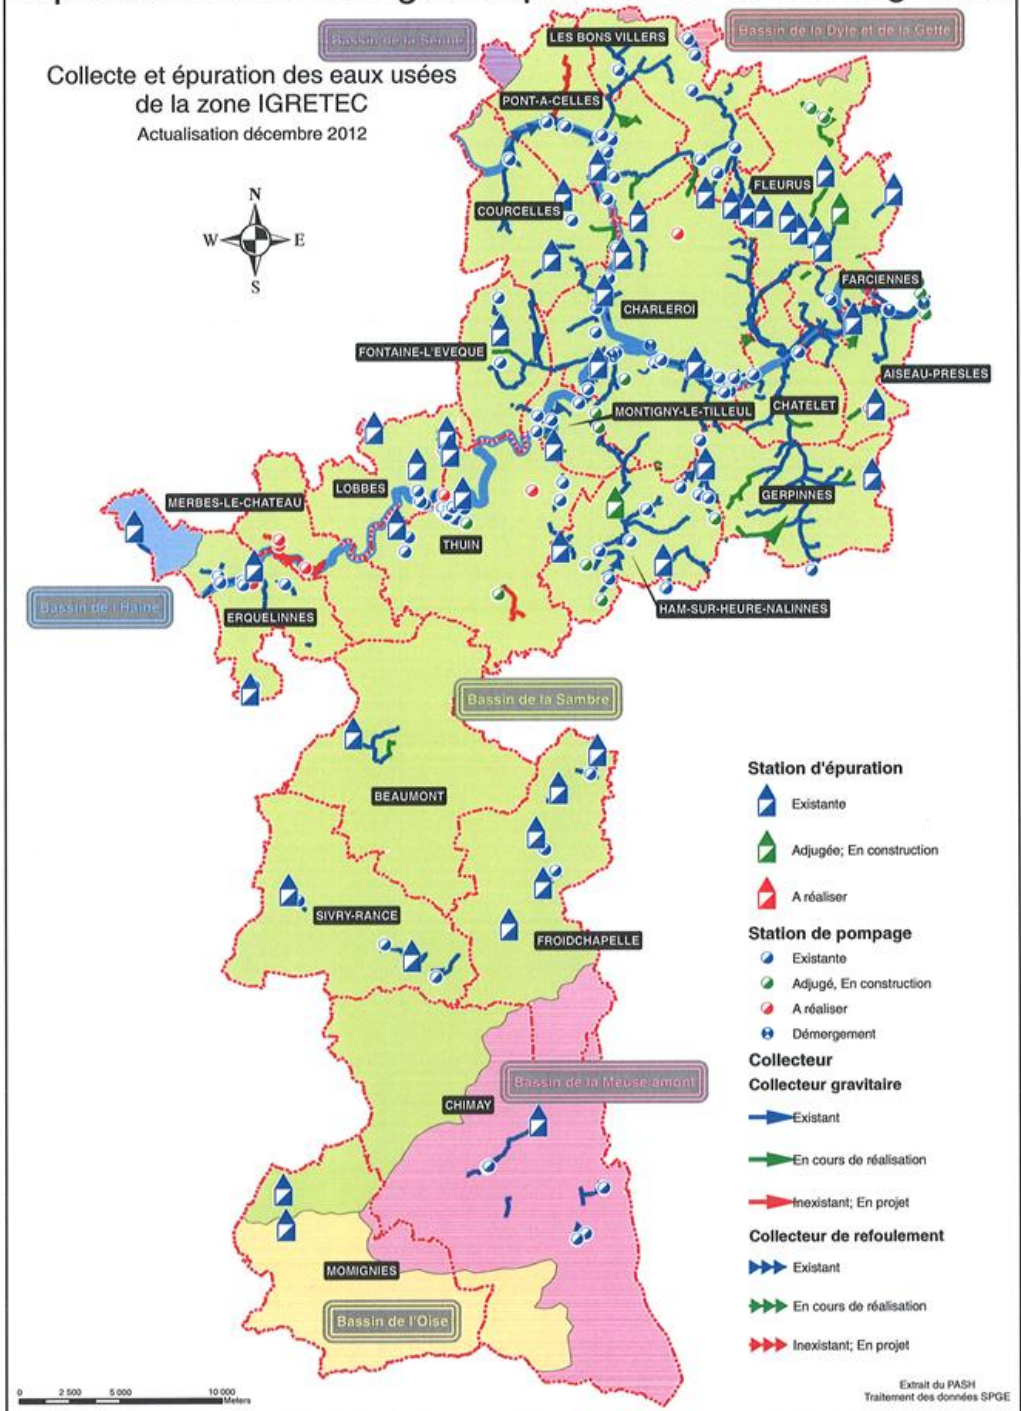 Bassin de la Senne
LES BONS VILLERS
Bassin de la Dyle et de la Gette
Collecte et épuration des eaux usées
de la zone IGRETEC
Actualisation décembre 2012
PONT-A-CELLES
N
W
E
S
FLEURUS
COURCELLES
FARCIENNES
CHARLEROI
FONTAINE-L'EVEQUE
AISEAU-PRESLES
CHATELET
MONTIGNY-LE-TILLEUL
LOBBES
MERBES-LE-CHATEAU
GERPINNES
THUIN
Bassin de l'Haine
ERQUELINNES
HAM-SUR-HEURE-NALINNES
Bassin de la Sambre
BEAUMONT
SIVRY-RANCE
FROIDCHAPELLE
Bassin de la Meuse amont
CHIMAY
MOMIGNIES
Bassin de l'Oise
Station d'épuration
Existante
Adjugée; En construction
A réaliser
Station de pompage
Existante
Adjugé, En construction
A réaliser
Démergement
Collecteur
Collecteur gravitaire
Existant
En cours de réalisation
Inexistant; En projet
Collecteur de refoulement
Existant
En cours de réalisation
Inexistant; En projet
0 2 500 5 000 10 000
Meters
Extrait du PASH
Traitement des données SPGE